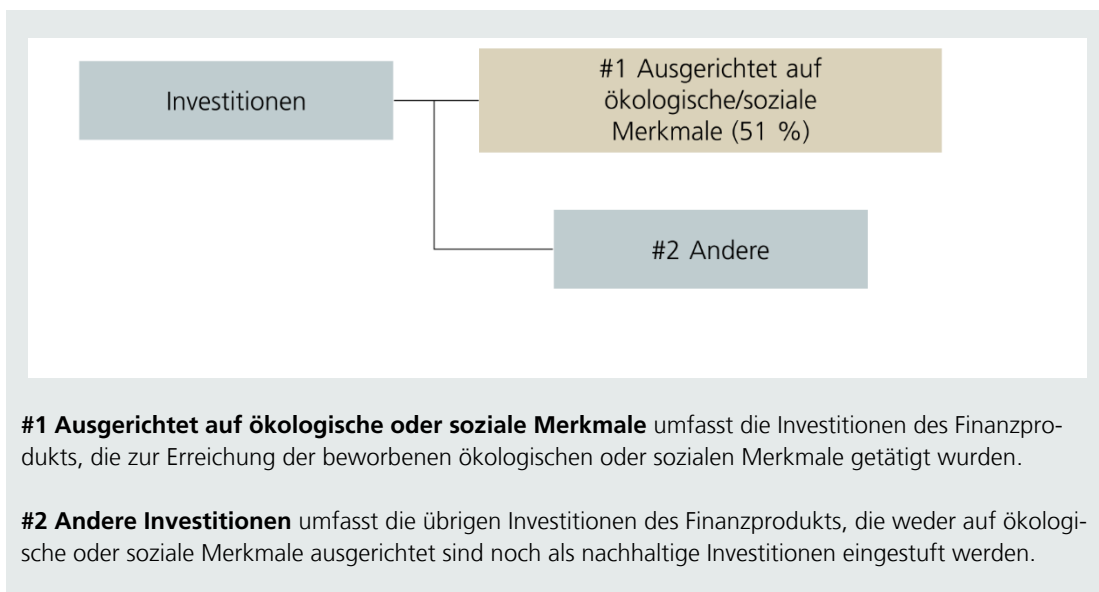 Investitionen
#1 Ausgerichtet auf
ökologische/soziale
Merkmale (51 %)
#2 Andere
#1 Ausgerichtet auf ökologische oder soziale Merkmale umfasst die Investitionen des Finanzpro-
dukts, die zur Erreichung der beworbenen ökologischen oder sozialen Merkmale getätigt wurden.
#2 Andere Investitionen umfasst die übrigen Investitionen des Finanzprodukts, die weder auf ökologi-
sche oder soziale Merkmale ausgerichtet sind noch als nachhaltige Investitionen eingestuft werden.